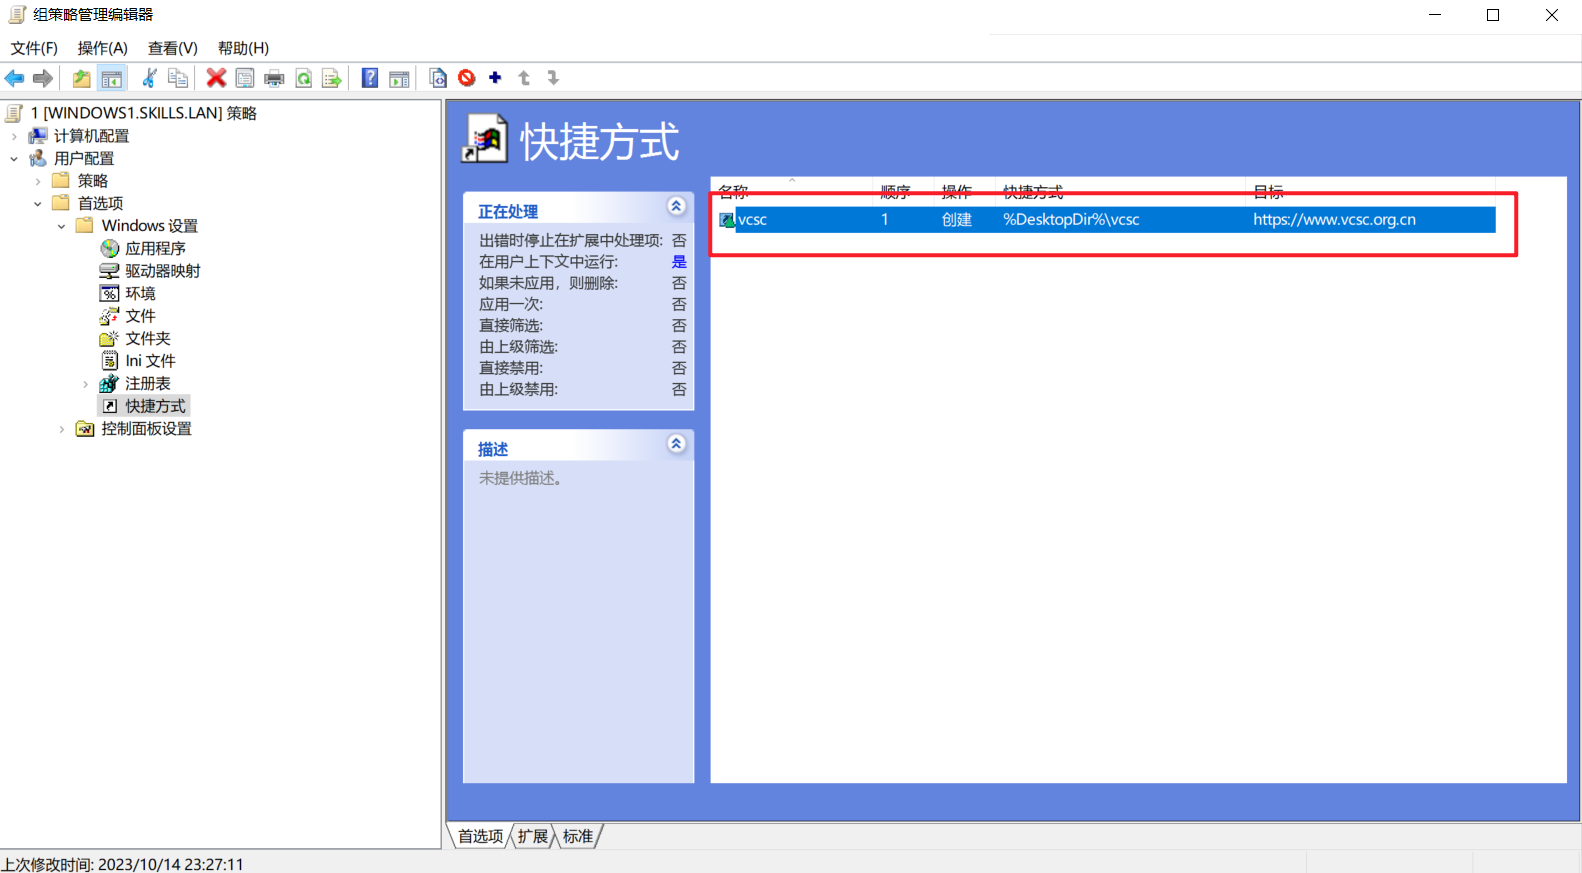 组策略管理编辑器
文件(F) 操作(A) 查看(V) 帮助(H)
1 [WINDOWS1.SKILLS.LAN] 策略
计算机配置
用户配置
策略
首选项
Windows 设置
应用程序
驱动器映射
环境
文件
文件夹
Ini 文件
注册表
快捷方式
控制面板设置
快捷方式
正在处理
出错时停止在扩展中处理项: 否
在用户上下文中运行: 是
如果未应用，则删除: 否
应用一次: 否
直接筛选: 否
由上级筛选: 否
直接禁用: 否
由上级禁用: 否
描述
未提供描述。
名称 顺序 操作 快捷方式 目标
vcsc 1 创建 %DesktopDir%\vcsc https://www.vcsc.org.cn
首选项 扩展 标准
上次修改时间: 2023/10/14 23:27:11